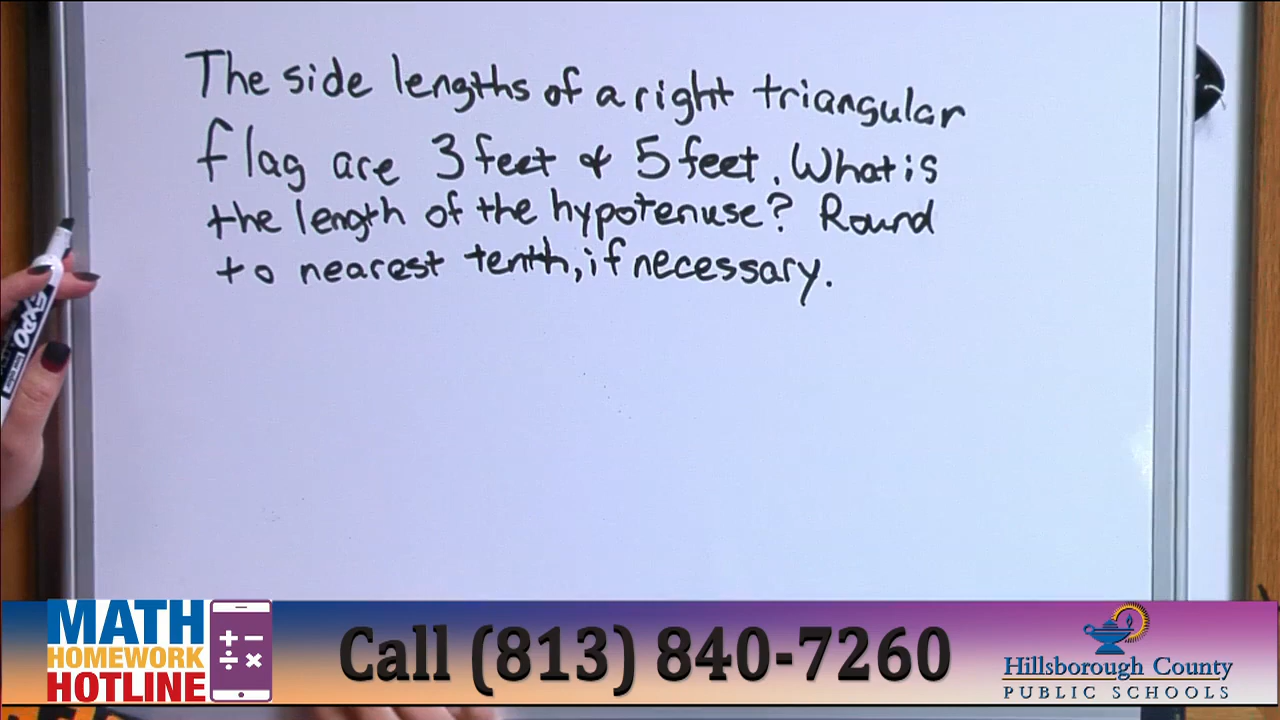 The side lengths of a right triangular
flag are 3 feet & 5 feet. What is
the length of the hypotenuse? Round
to nearest tenth, if necessary.
EXPO
MATH
HOMEWORK
HOTLINE
+ −
÷ ×
Call (813) 840-7260
Hillsborough County
PUBLIC SCHOOLS